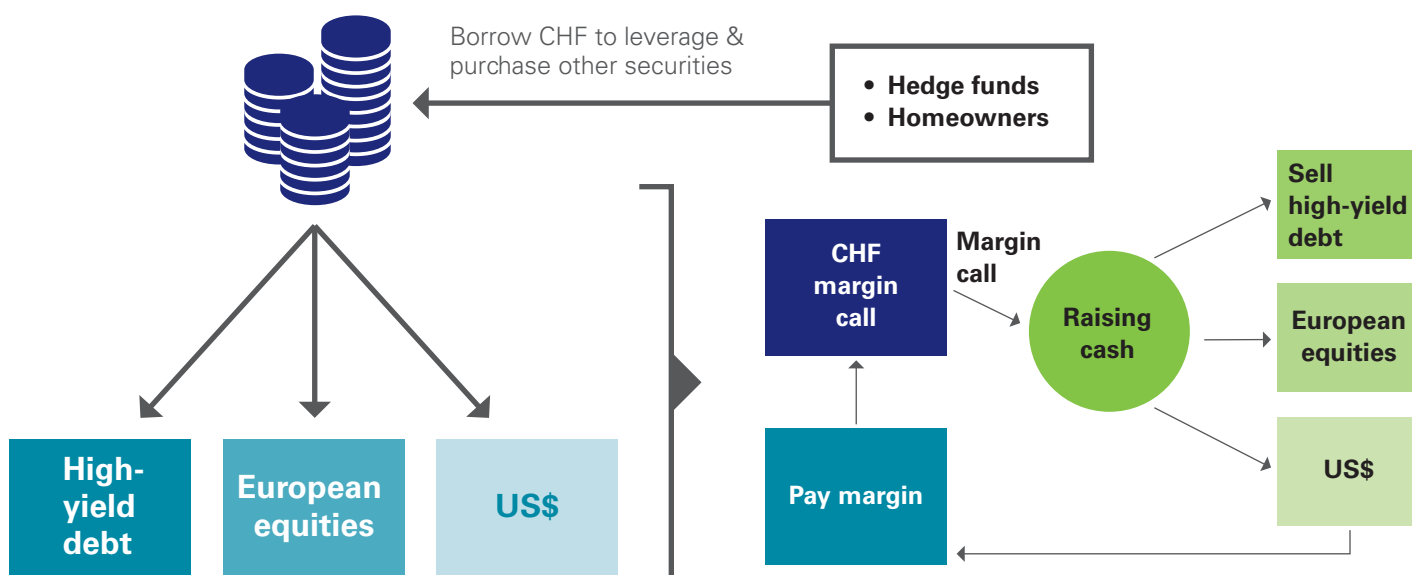 Borrow CHF to leverage &
purchase other securities
• Hedge funds
• Homeowners
High-
yield
debt
European
equities
US$
CHF
margin
call
Margin
call
Raising
cash
Sell
high-yield
debt
European
equities
US$
Pay margin